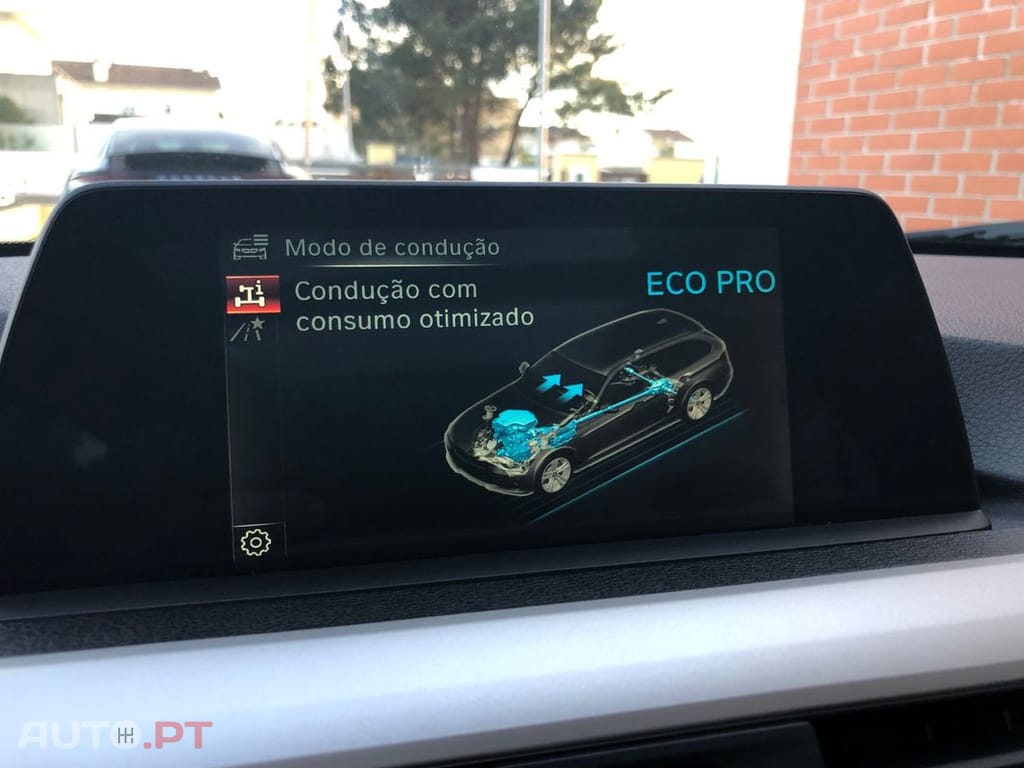 Modo de condução
Condução com
consumo otimizado
ECO PRO
AUTO.PT